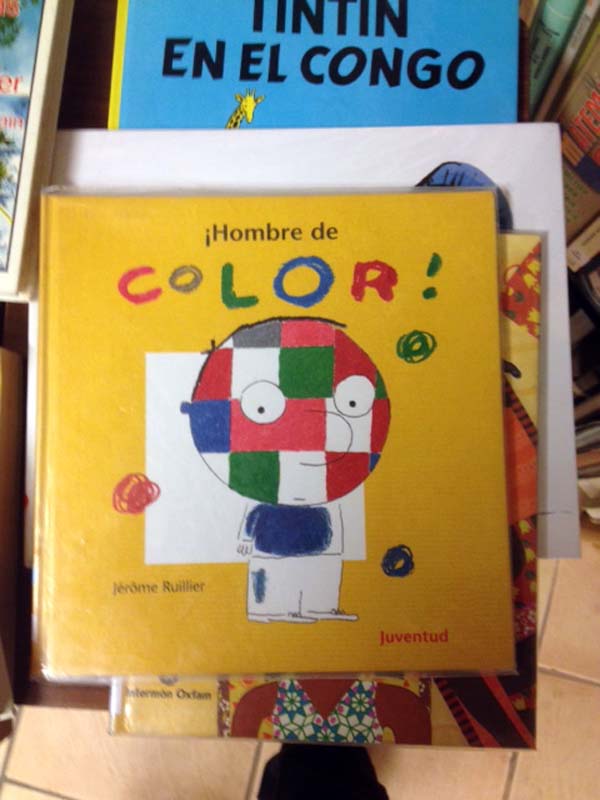 TINTIN
EN EL CONGO
¡Hombre de
COLOR!
Jérôme Ruillier
Juventud
Intermón Oxfam